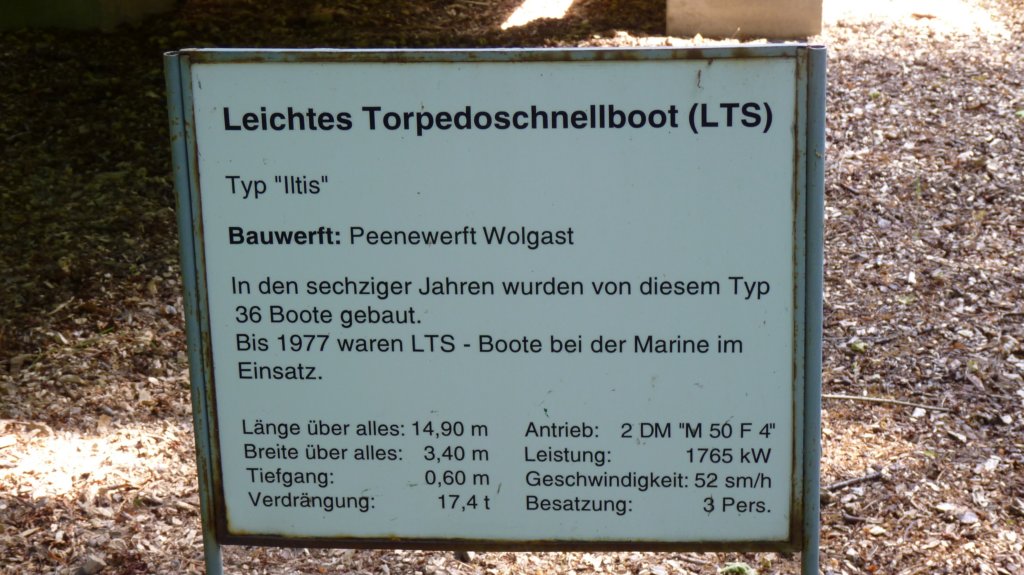 Leichtes Torpedoschnellboot (LTS)
Typ "Iltis"
Bauwerft: Peenewerft Wolgast
In den sechziger Jahren wurden von diesem Typ
36 Boote gebaut.
Bis 1977 waren LTS - Boote bei der Marine im
Einsatz.
Länge über alles: 14,90 m Antrieb: 2 DM "M 50 F 4"
Breite über alles: 3,40 m Leistung: 1765 kW
Tiefgang: 0,60 m Geschwindigkeit: 52 sm/h
Verdrängung: 17,4 t Besatzung: 3 Pers.